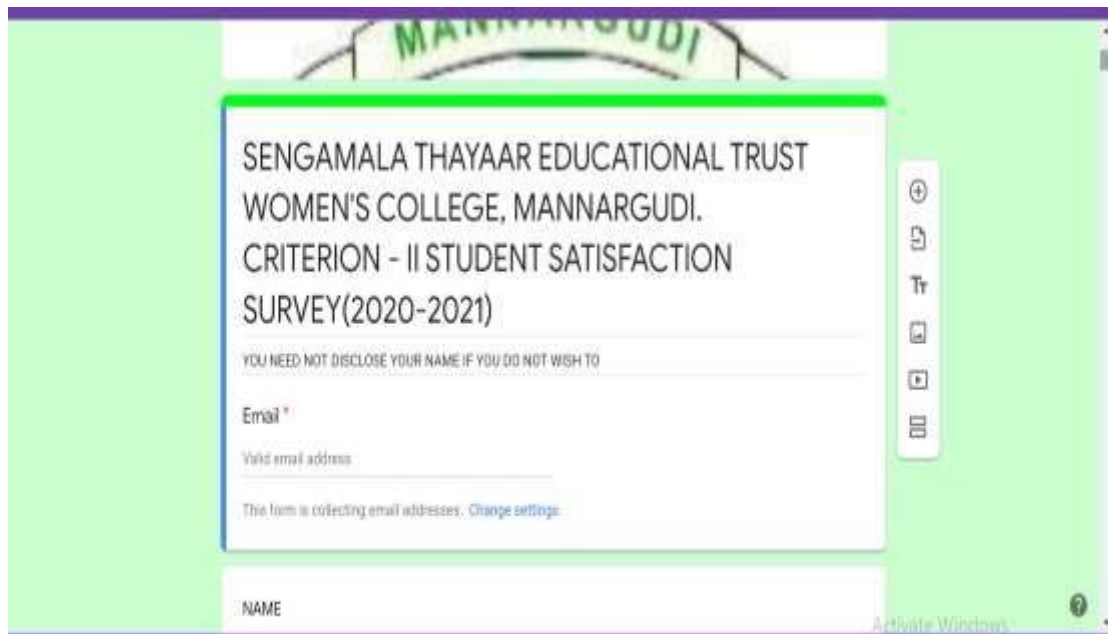 MANNARGUDI
SENGAMALA THAYAAR EDUCATIONAL TRUST
WOMEN'S COLLEGE, MANNARGUDI.
CRITERION - II STUDENT SATISFACTION
SURVEY(2020-2021)
YOU NEED NOT DISCLOSE YOUR NAME IF YOU DO NOT WISH TO
Email *
Valid email address
This form is collecting email addresses. Change settings
NAME
Activate Windows